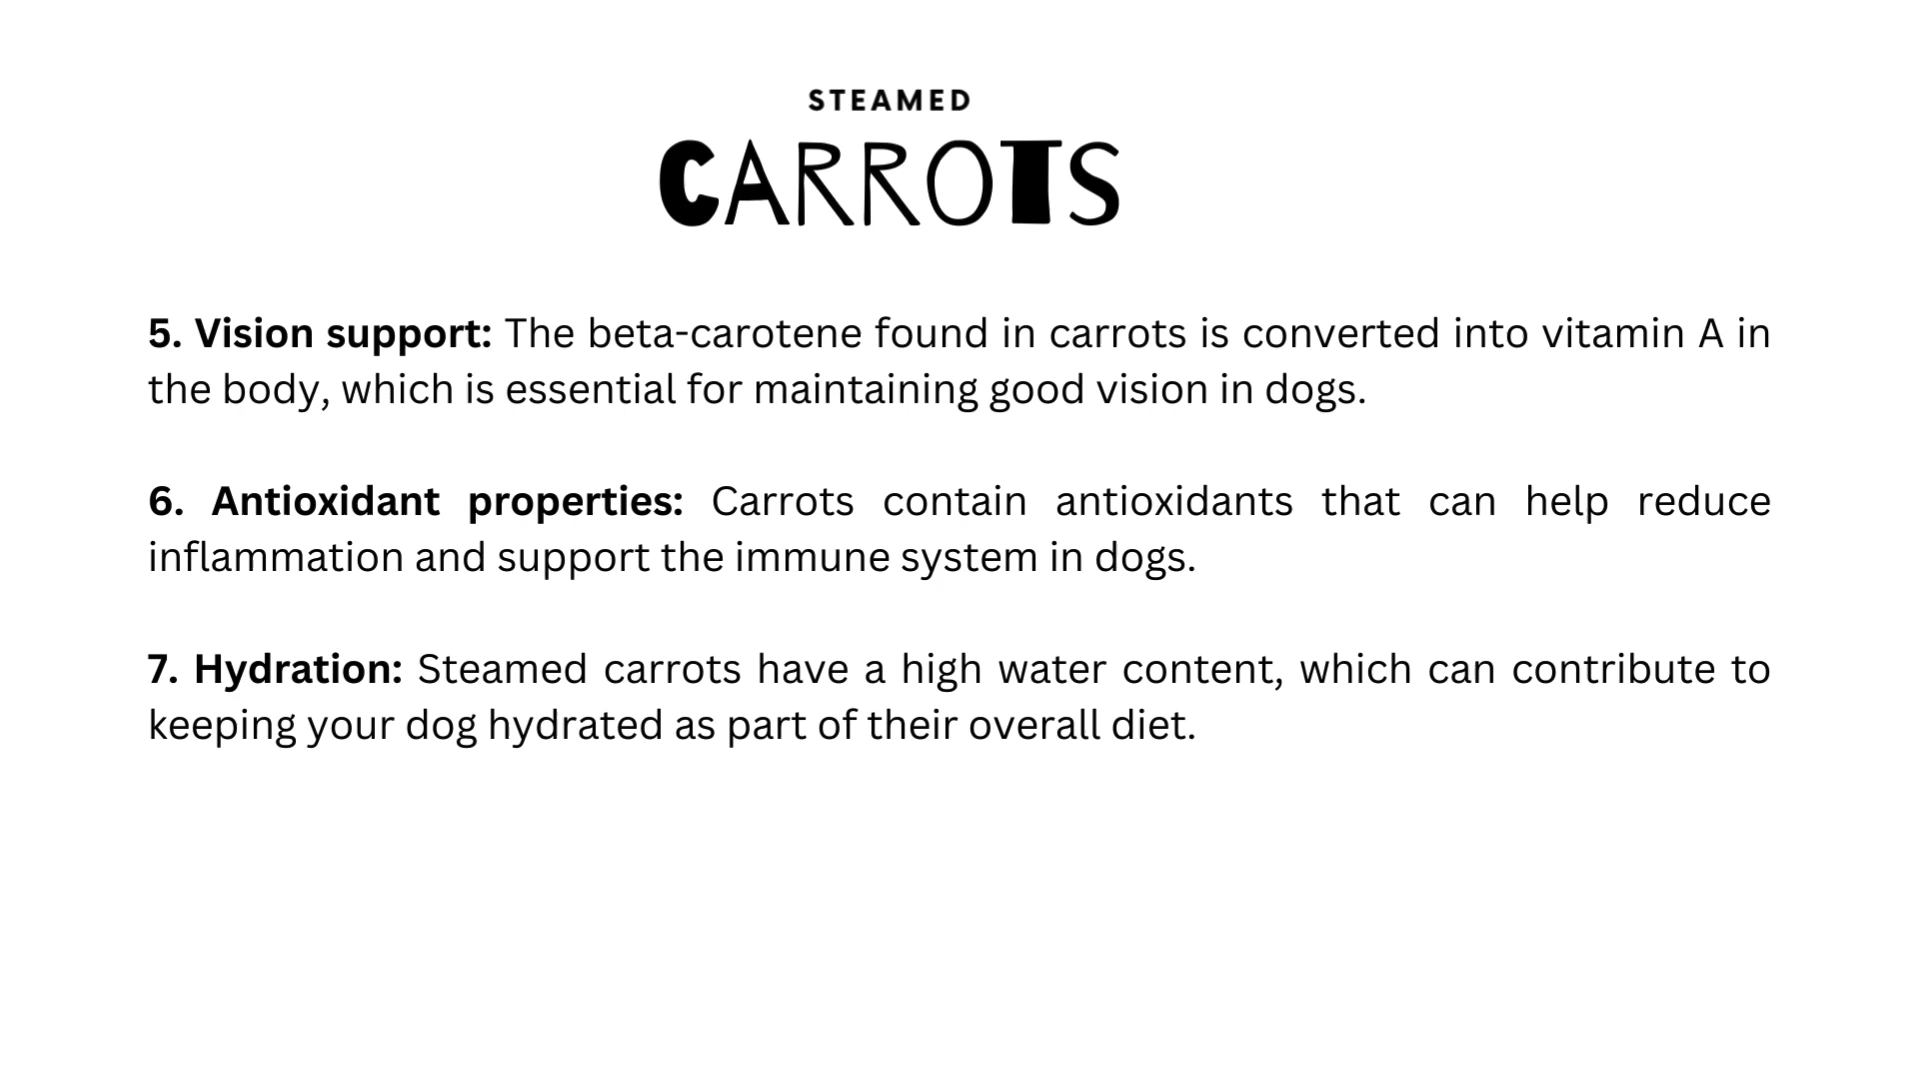 STEAMED
CARROTS
5. Vision support: The beta-carotene found in carrots is converted into vitamin A in
the body, which is essential for maintaining good vision in dogs.
6. Antioxidant properties: Carrots contain antioxidants that can help reduce
inflammation and support the immune system in dogs.
7. Hydration: Steamed carrots have a high water content, which can contribute to
keeping your dog hydrated as part of their overall diet.